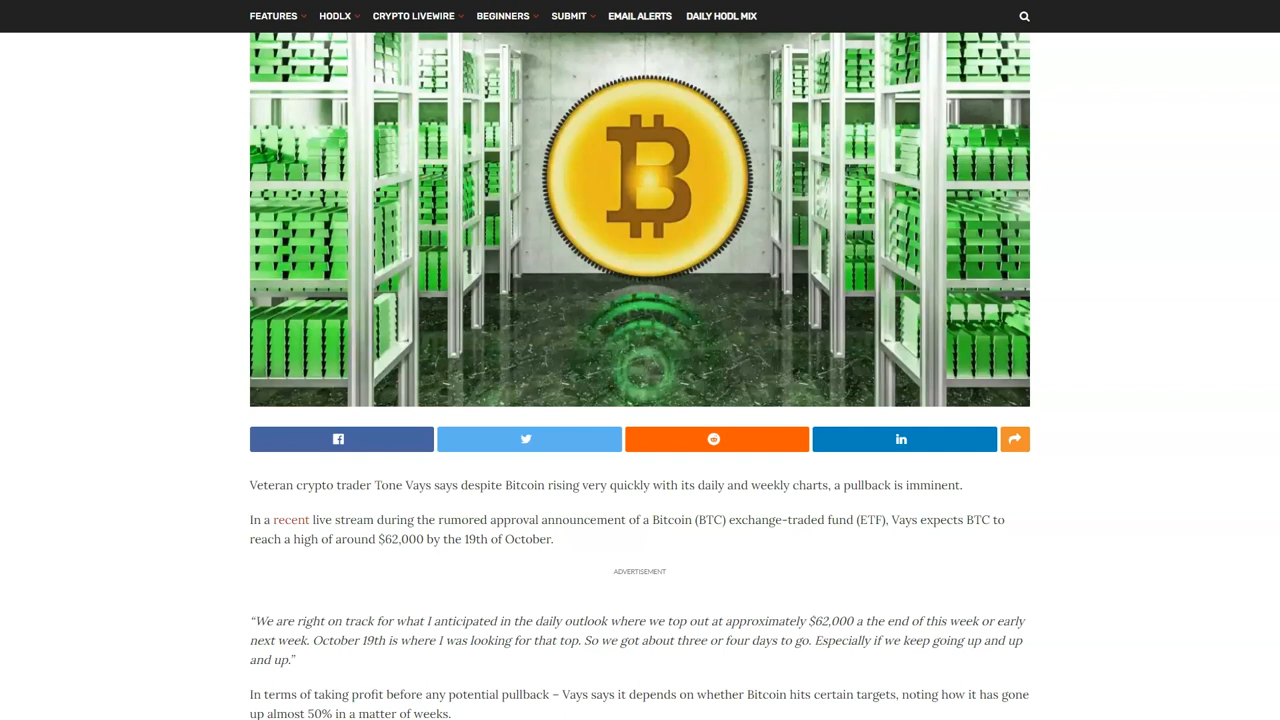 FEATURES HODLX CRYPTO LIVEWIRE BEGINNERS SUBMIT EMAIL ALERTS DAILY HODL MIX
Veteran crypto trader Tone Vays says despite Bitcoin rising very quickly with its daily and weekly charts, a pullback is imminent.
In a recent live stream during the rumored approval announcement of a Bitcoin (BTC) exchange-traded fund (ETF), Vays expects BTC to
reach a high of around $62,000 by the 19th of October.
ADVERTISEMENT
“We are right on track for what I anticipated in the daily outlook where we top out at approximately $62,000 a the end of this week or early
next week. October 19th is where I was looking for that top. So we got about three or four days to go. Especially if we keep going up and up
and up.”
In terms of taking profit before any potential pullback – Vays says it depends on whether Bitcoin hits certain targets, noting how it has gone
up almost 50% in a matter of weeks.